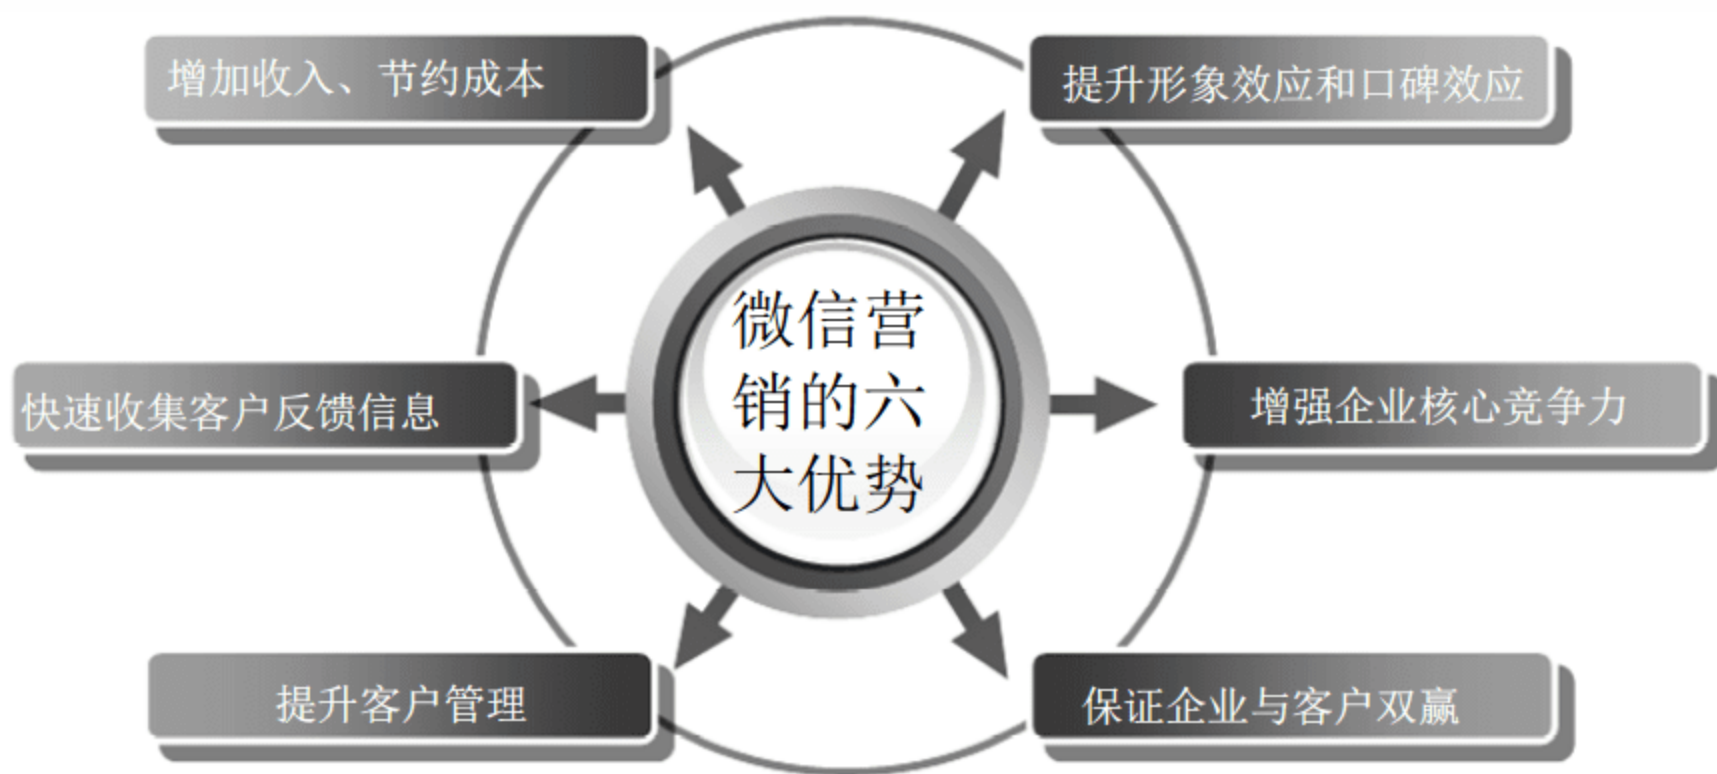 增加收入、节约成本
提升形象效应和口碑效应
微信营
销的六
大优势
快速收集客户反馈信息
增强企业核心竞争力
提升客户管理
保证企业与客户双赢